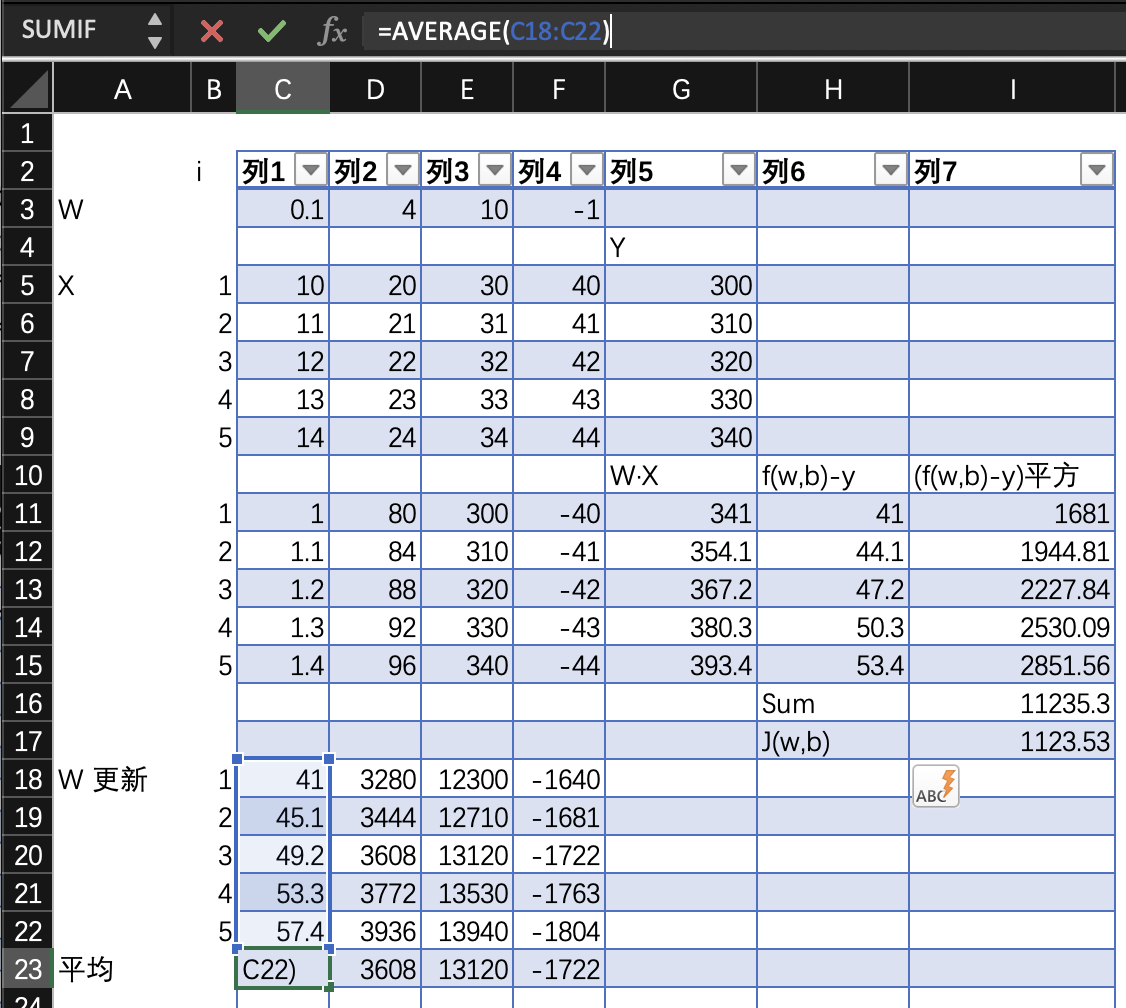 SUMIF fx =AVERAGE(C18:C22)
A B C D E F G H I
1
2 i 列1 列2 列3 列4 列5 列6 列7
3 W 0.1 4 10 -1
4 Y
5 X 1 10 20 30 40 300
6 2 11 21 31 41 310
7 3 12 22 32 42 320
8 4 13 23 33 43 330
9 5 14 24 34 44 340
10 W·X f(w,b)-y (f(w,b)-y)平方
11 1 1 80 300 -40 341 41 1681
12 2 1.1 84 310 -41 354.1 44.1 1944.81
13 3 1.2 88 320 -42 367.2 47.2 2227.84
14 4 1.3 92 330 -43 380.3 50.3 2530.09
15 5 1.4 96 340 -44 393.4 53.4 2851.56
16 Sum 11235.3
17 J(w,b) 1123.53
18 W 更新 1 41 3280 12300 -1640 ABC
19 2 45.1 3444 12710 -1681
20 3 49.2 3608 13120 -1722
21 4 53.3 3772 13530 -1763
22 5 57.4 3936 13940 -1804
23 平均 C22) 3608 13120 -1722
24